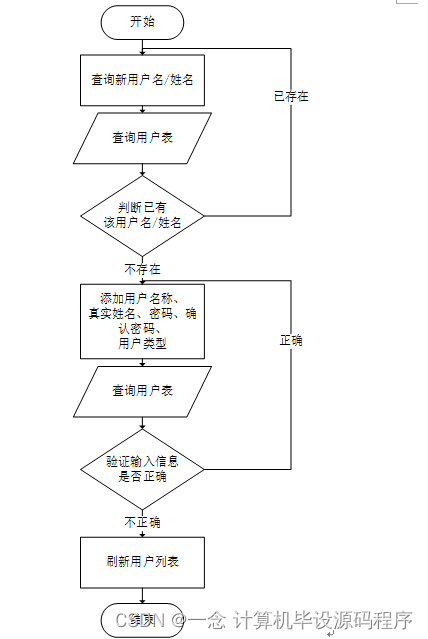 开始
查询新用户名/姓名
已存在
查询用户表
判断已有
该用户名/姓名
不存在
添加用户名称、
真实姓名、密码、确
认密码、
用户类型
正确
查询用户表
验证输入信息
是否正确
不正确
刷新用户列表
结束
CSDN @一念 计算机毕设源码程序